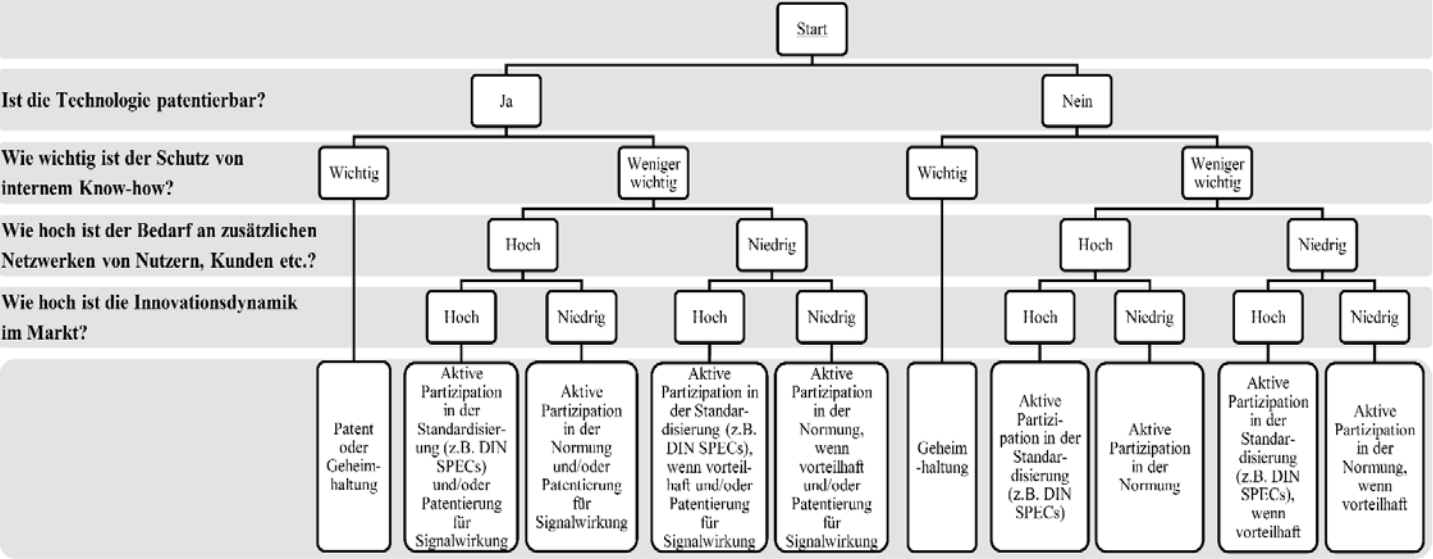 Start
Ist die Technologie patentierbar?
Ja
Nein
Wie wichtig ist der Schutz von
internem Know-how?
Wichtig
Weniger
wichtig
Wichtig
Weniger
wichtig
Wie hoch ist der Bedarf an zusätzlichen
Netzwerken von Nutzern, Kunden etc.?
Hoch
Niedrig
Hoch
Niedrig
Wie hoch ist die Innovationsdynamik
im Markt?
Hoch
Niedrig
Hoch
Niedrig
Hoch
Niedrig
Hoch
Niedrig
Patent
oder
Geheim-
haltung
Aktive
Partizipation
in der
Standardisier-
ung (z.B. DIN
SPECs)
und/oder
Patentierung
für
Signalwirkung
Aktive
Partizipation
in der
Normung
und/oder
Patentierung
für
Signalwirkung
Aktive
Partizipation in
der Standar-
disierung (z.B.
DIN SPECs),
wenn vorteil-
haft und/oder
Patentierung
für
Signalwirkung
Aktive
Partizipation
in der
Normung,
wenn
vorteilhaft
und/oder
Patentierung
für
Signalwirkung
Geheim
-haltung
Aktive
Partizi-
pation in der
Standar-
disierung
(z.B. DIN
SPECs)
Aktive
Partizipation
in der
Normung
Aktive
Partizipation
in der
Standar-
disierung
(z.B. DIN
SPECs),
wenn
vorteilhaft
Aktive
Partizipation
in der
Normung,
wenn
vorteilhaft